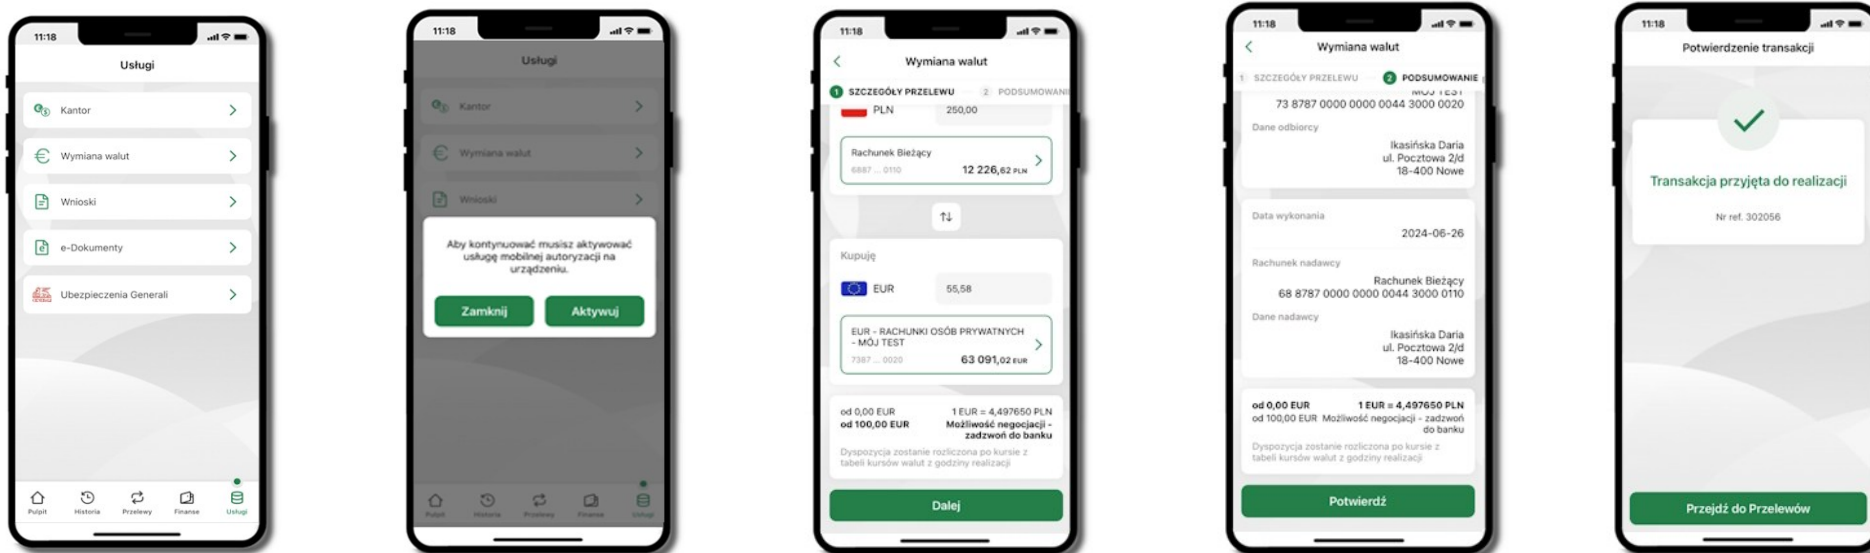 11:18
Usługi
Kantor
Wymiana walut
Wnioski
e-Dokumenty
Ubezpieczenia Generali
Pulpit
Historia
Przelewy
Finanse
Usługi
11:18
Usługi
Kantor
Wymiana walut
Wnioski
Aby kontynuować musisz aktywować
usługę mobilnej autoryzacji na
urządzeniu.
Zamknij
Aktywuj
Pulpit
Historia
Przelewy
Finanse
Usługi
11:18
Wymiana walut
1 SZCZEGÓŁY PRZELEWU
2 PODSUMOWANI
PLN
250,00
Rachunek Bieżący
6887 ... 0110
12 226,62 PLN
Kupuję
EUR
55,58
EUR - RACHUNKI OSÓB PRYWATNYCH
- MÓJ TEST
7387 ... 0020
63 091,02 EUR
od 0,00 EUR
1 EUR = 4,497650 PLN
od 100,00 EUR
Możliwość negocjacji -
zadzwoń do banku
Dyspozycja zostanie rozliczona po kursie z
tabeli kursów walut z godziny realizacji
Dalej
11:18
Wymiana walut
1 SZCZEGÓŁY PRZELEWU
2 PODSUMOWANIE
MÓJ TEST
73 8787 0000 0000 0044 3000 0020
Dane odbiorcy
Ikasińska Daria
ul. Pocztowa 2/d
18-400 Nowe
Data wykonania
2024-06-26
Rachunek nadawcy
Rachunek Bieżący
68 8787 0000 0000 0044 3000 0110
Dane nadawcy
Ikasińska Daria
ul. Pocztowa 2/d
18-400 Nowe
od 0,00 EUR
1 EUR = 4,497650 PLN
od 100,00 EUR
Możliwość negocjacji - zadzwoń
do banku
Dyspozycja zostanie rozliczona po kursie z
tabeli kursów walut z godziny realizacji
Potwierdź
11:18
Potwierdzenie transakcji
Transakcja przyjęta do realizacji
Nr ref. 302056
Przejdź do Przelewów